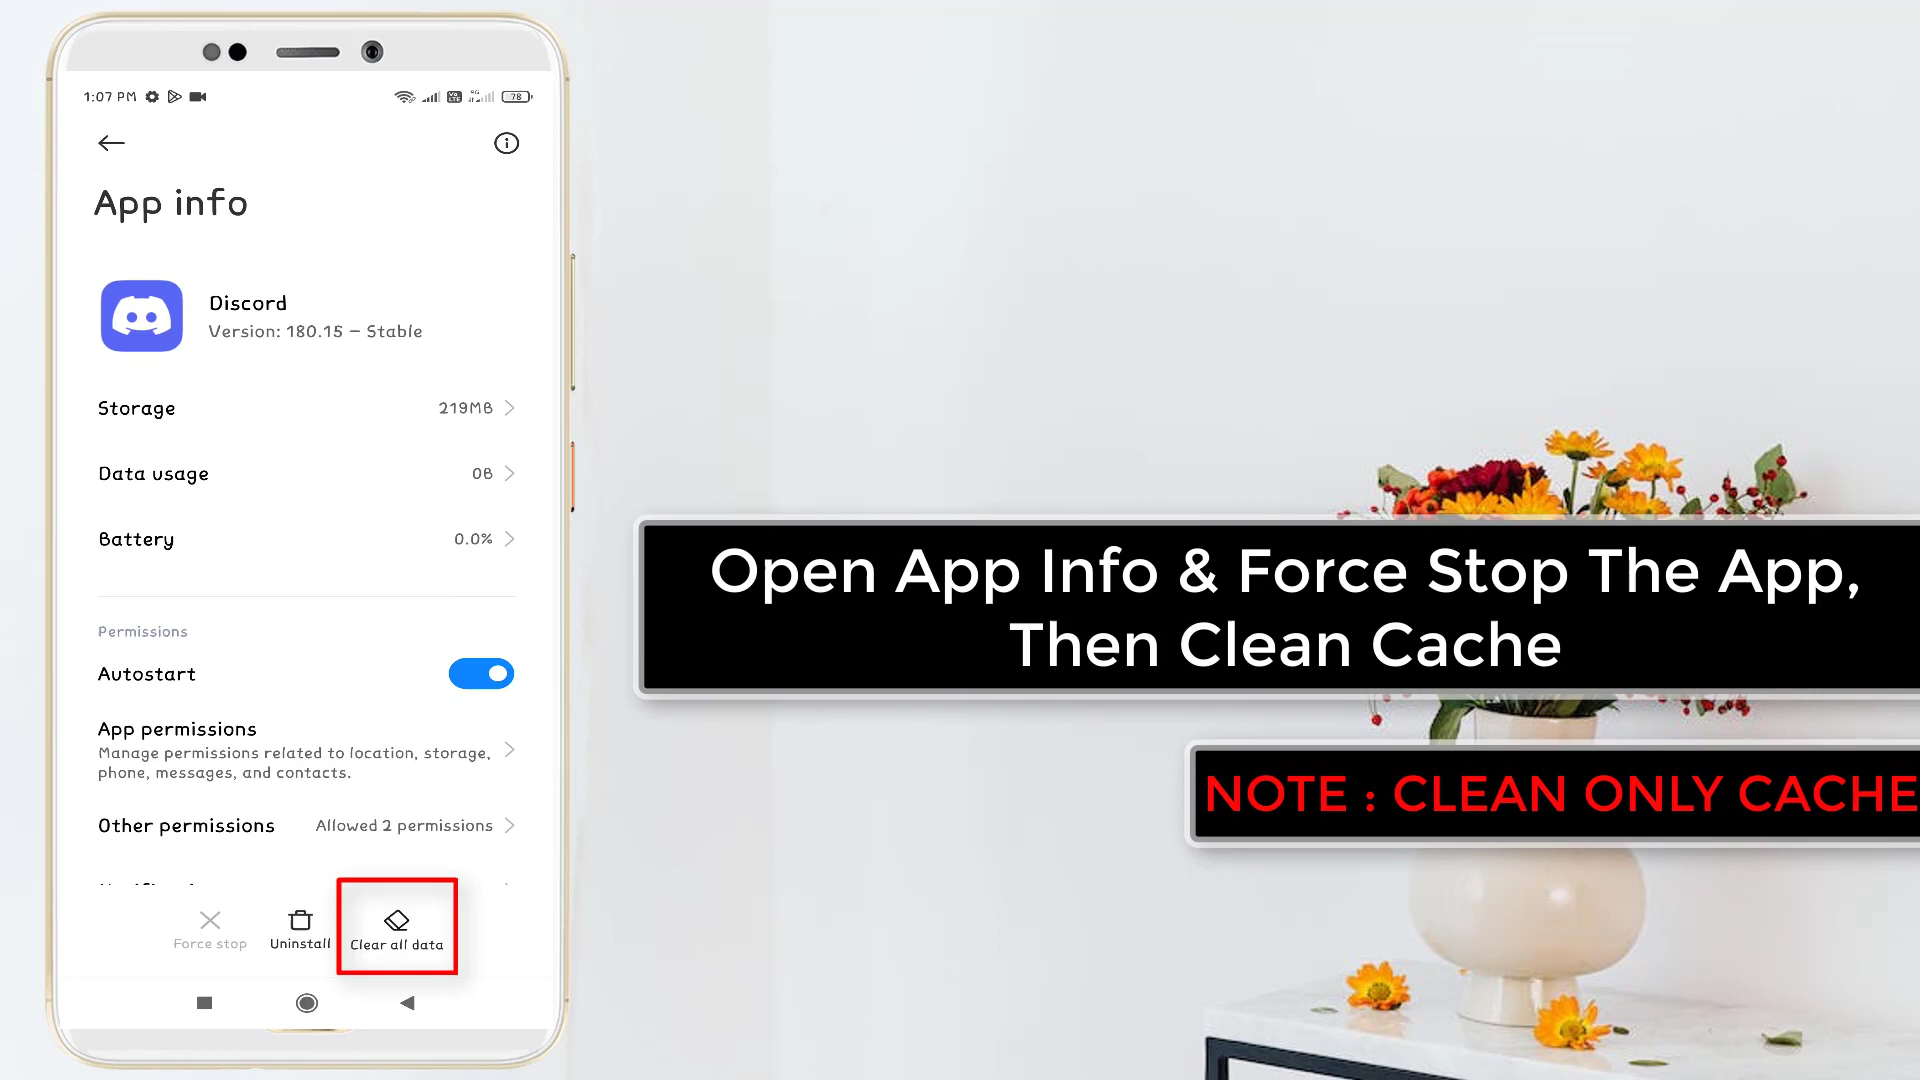 1:07 PM
78
App info
Discord
Version: 180.15 – Stable
Storage 219MB
Data usage 0B
Battery 0.0%
Permissions
Autostart
App permissions
Manage permissions related to location, storage,
phone, messages, and contacts.
Other permissions Allowed 2 permissions
Force stop Uninstall Clear all data
Open App Info & Force Stop The App,
Then Clean Cache
NOTE : CLEAN ONLY CACHE